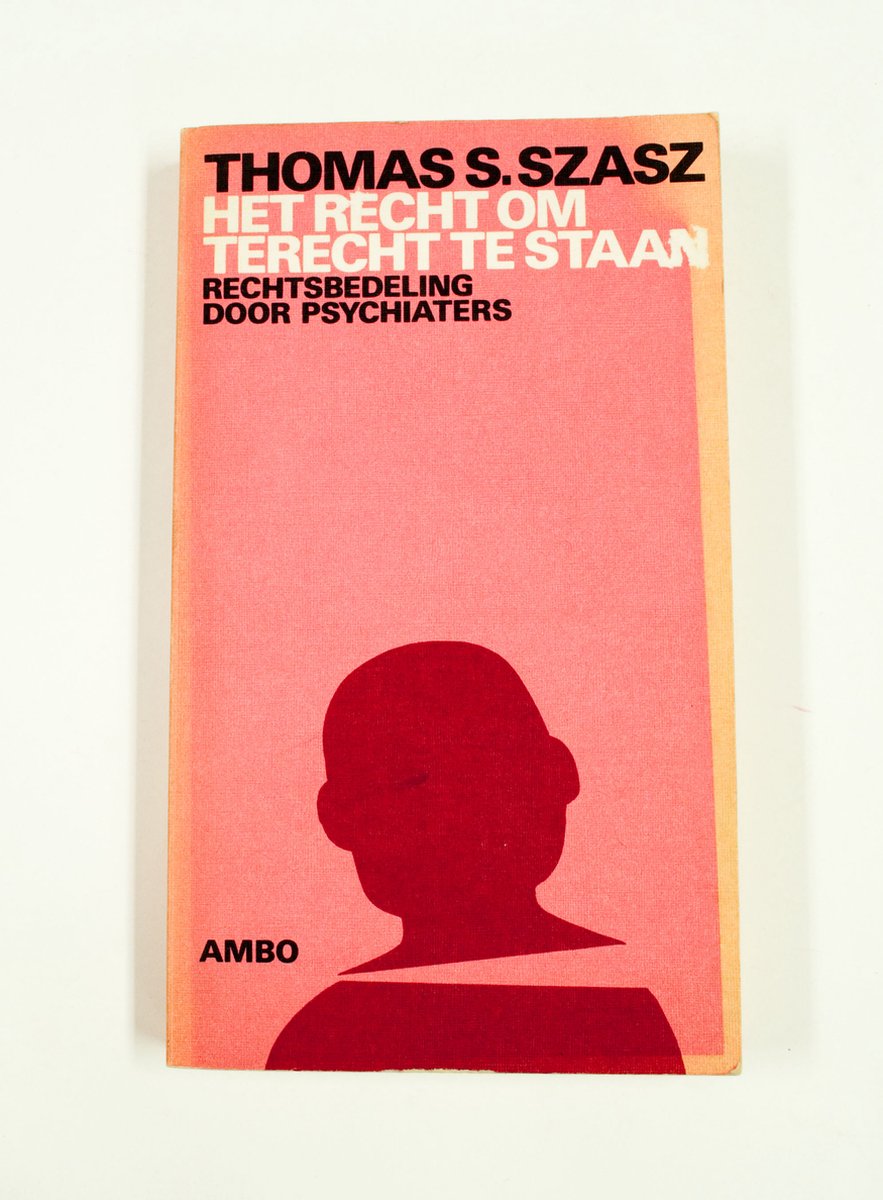 THOMAS S. SZASZ
HET RECHT OM
TERECHT TE STAAN
RECHTSBEDELING
DOOR PSYCHIATERS
AMBO